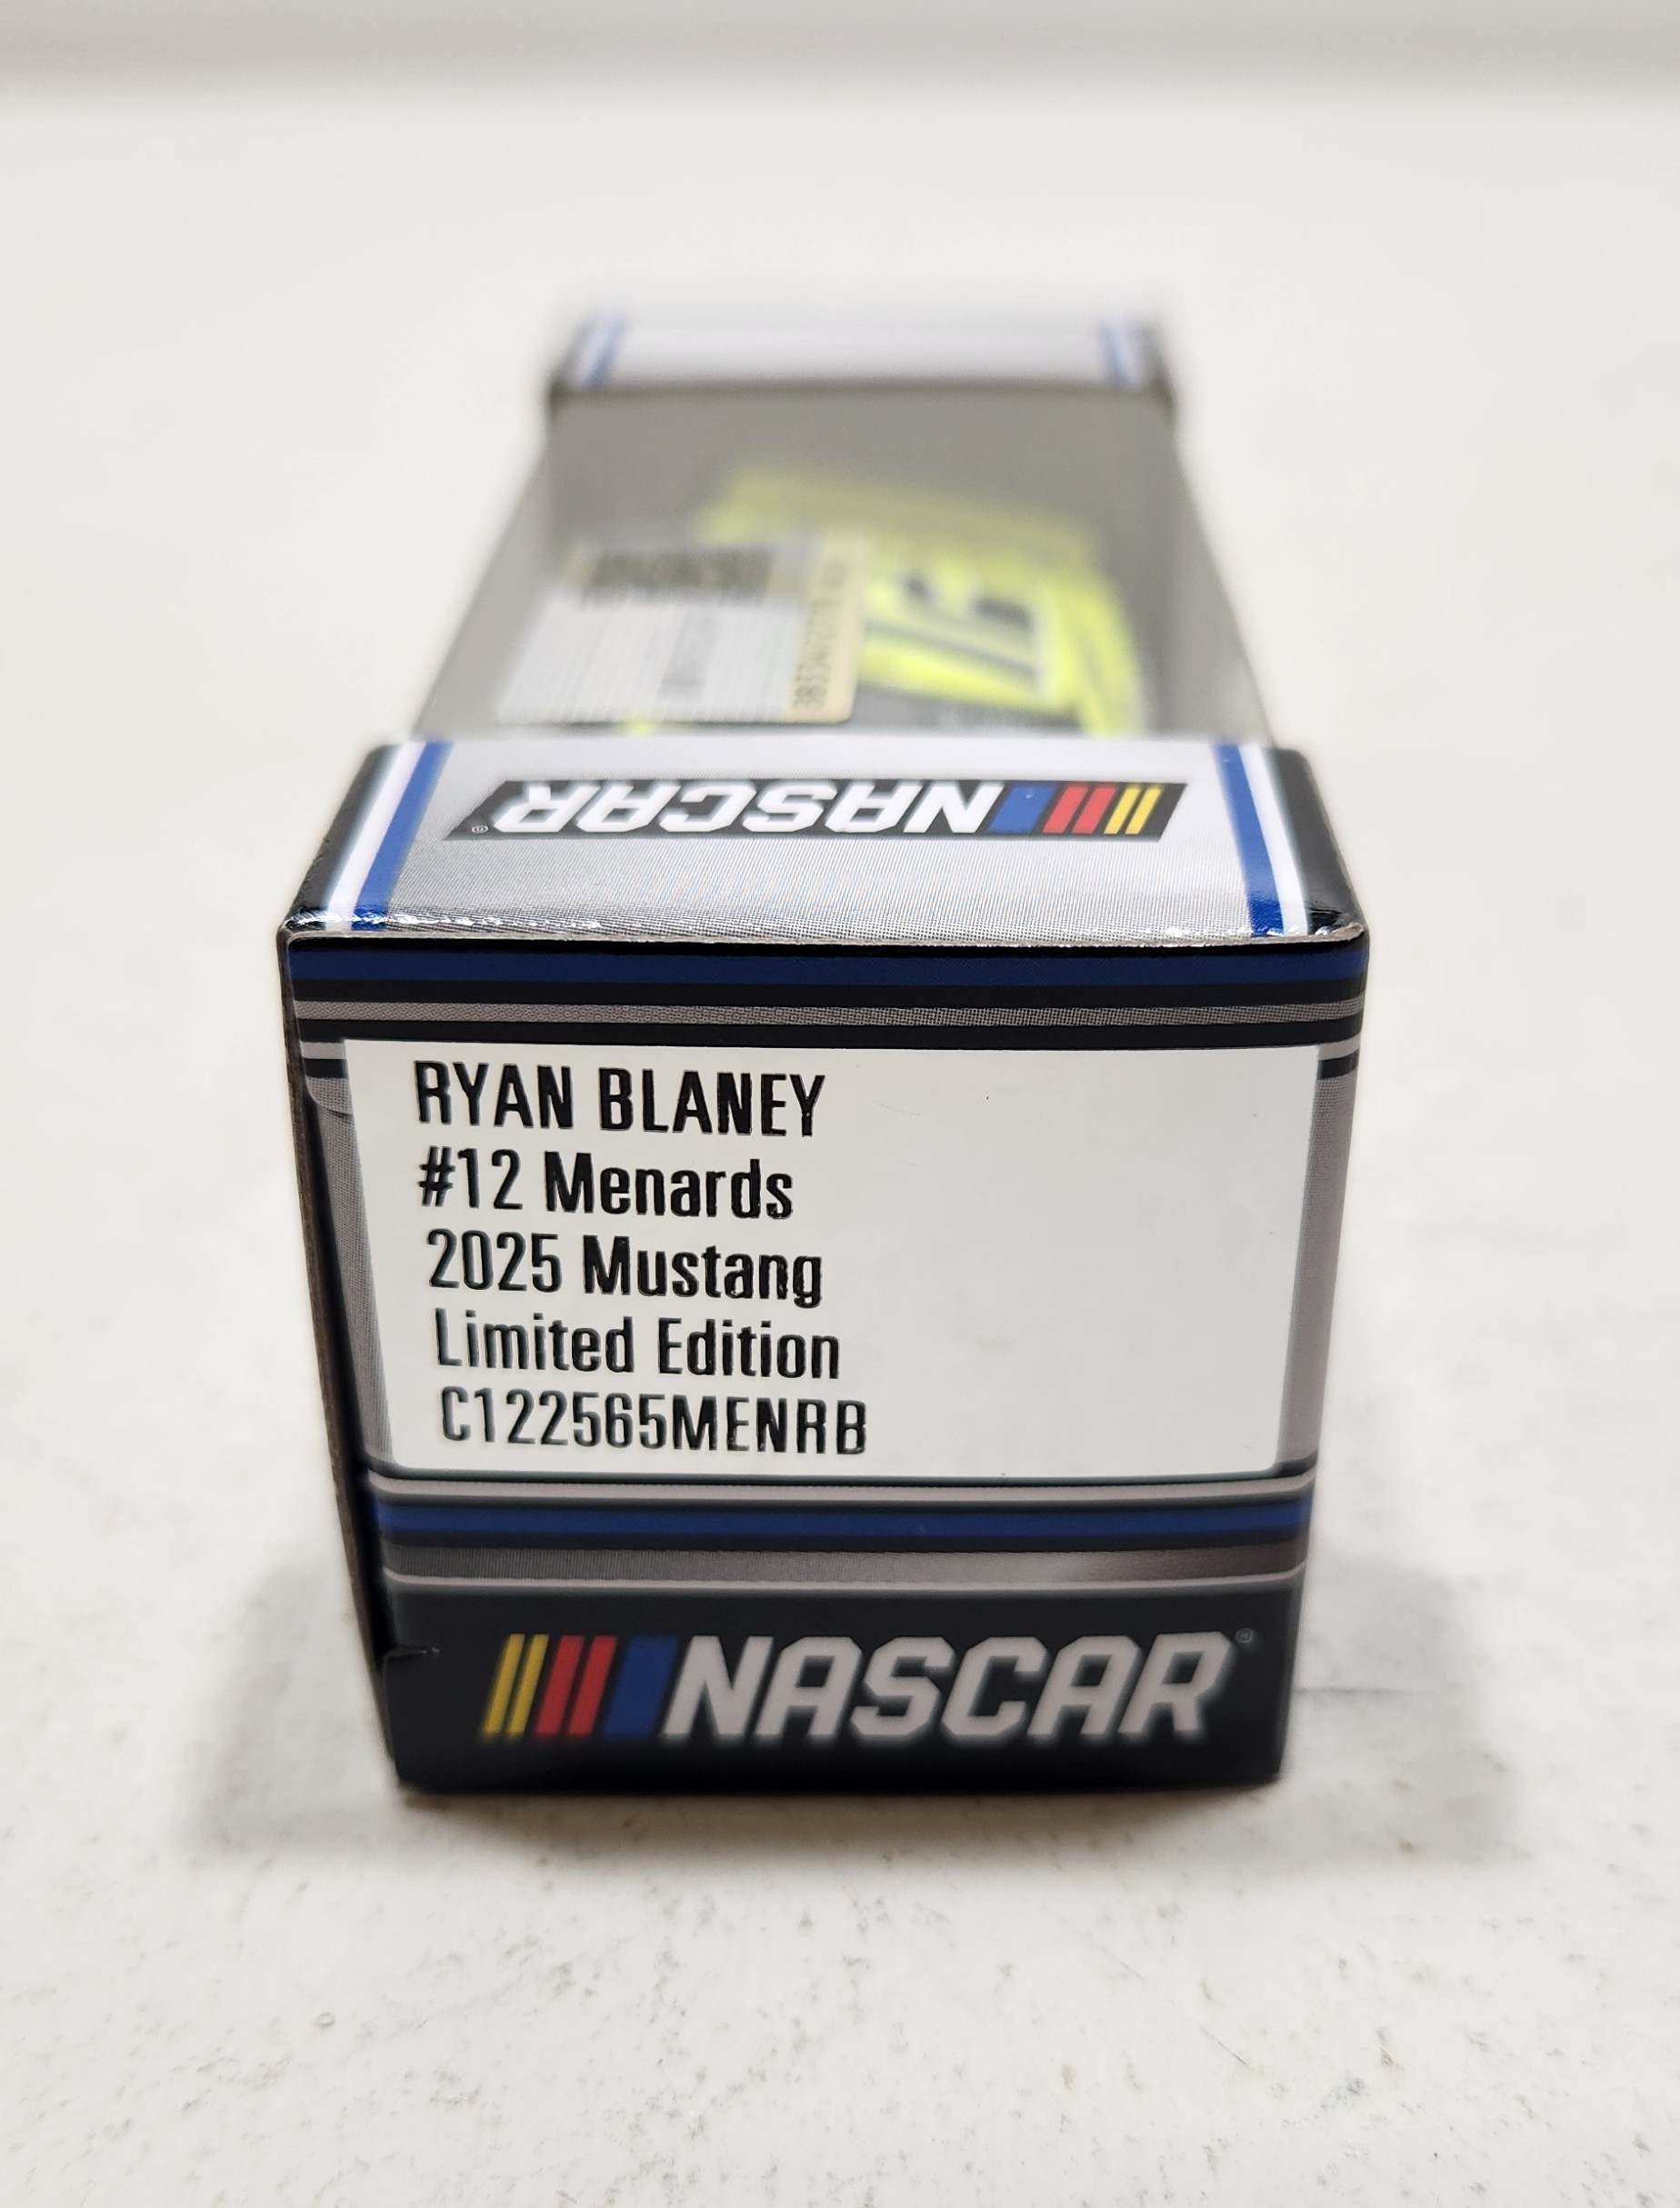 NASCAR
RYAN BLANEY
#12 Menards
2025 Mustang
Limited Edition
C122565MENRB
NASCAR